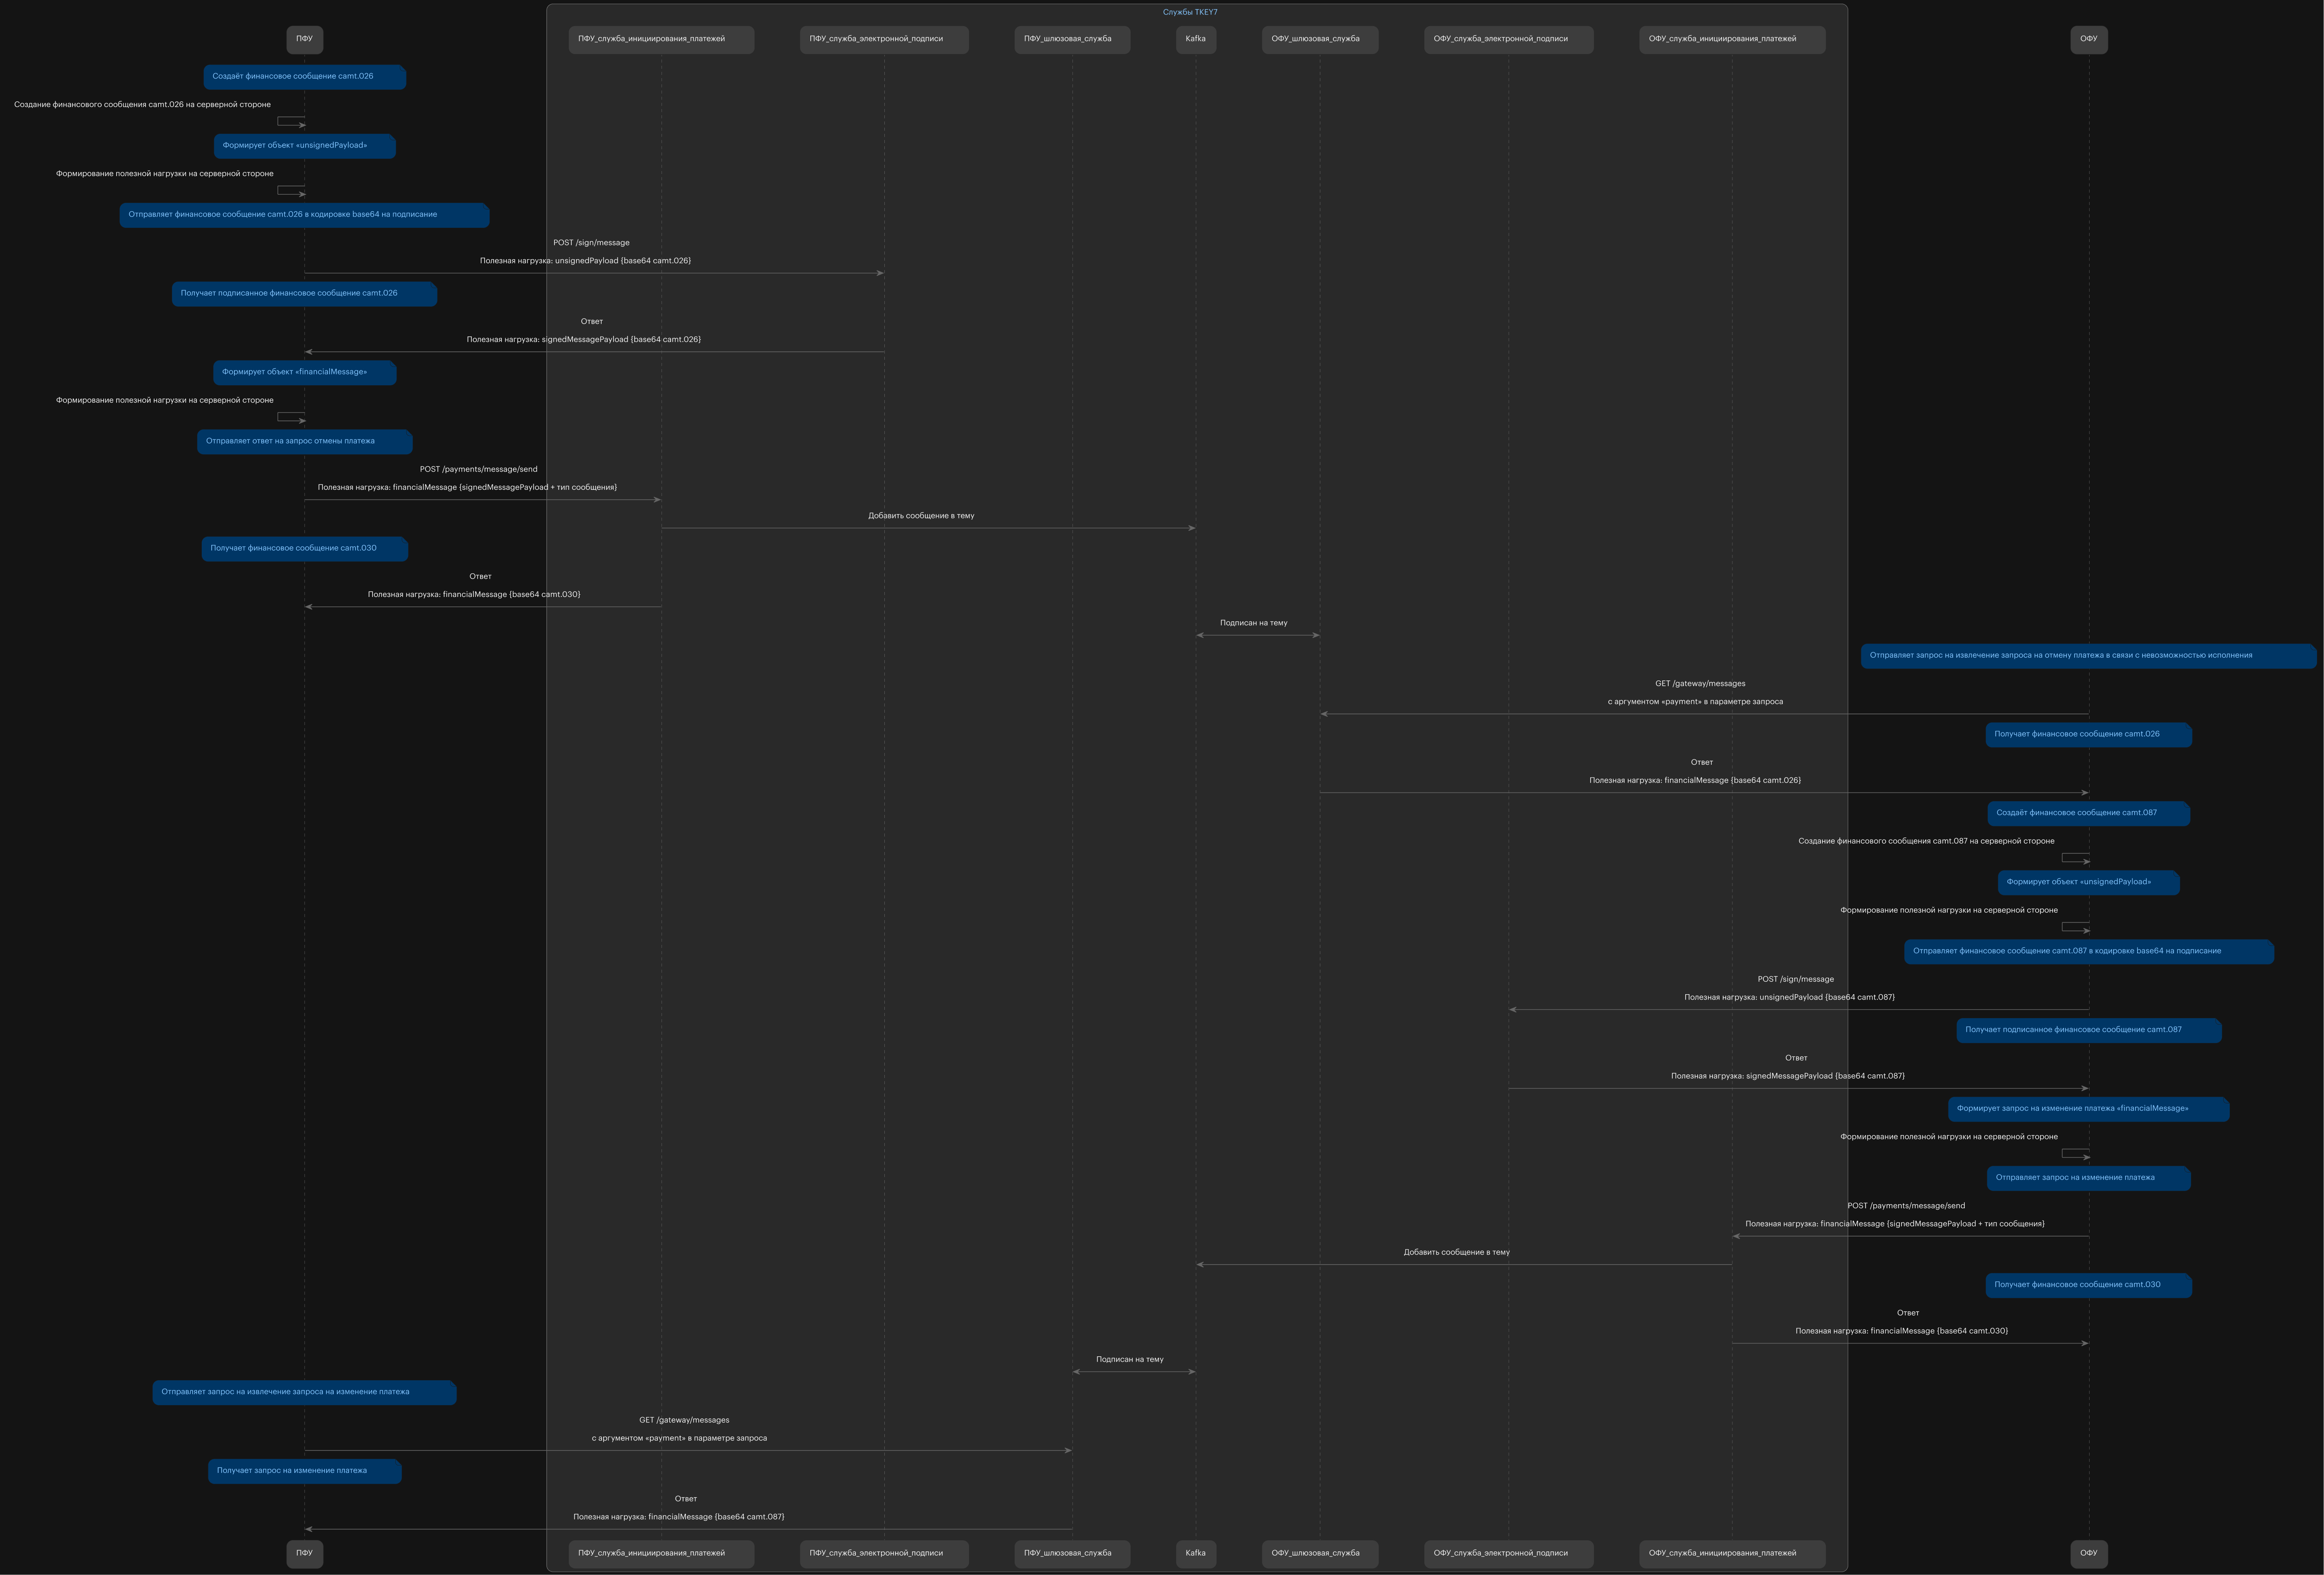 Службы TKEY7
ПФУ
ПФУ_служба_инициирования_платежей
ПФУ_служба_электронной_подписи
ПФУ_шлюзовая_служба
Kafka
ОФУ_шлюзовая_служба
ОФУ_служба_электронной_подписи
ОФУ_служба_инициирования_платежей
ОФУ
Создаёт финансовое сообщение camt.026
Создание финансового сообщения camt.026 на серверной стороне
Формирует объект «unsignedPayload»
Формирование полезной нагрузки на серверной стороне
Отправляет финансовое сообщение camt.026 в кодировке base64 на подписание
POST /sign/message
Полезная нагрузка: unsignedPayload {base64 camt.026}
Получает подписанное финансовое сообщение camt.026
Ответ
Полезная нагрузка: signedMessagePayload {base64 camt.026}
Формирует объект «financialMessage»
Формирование полезной нагрузки на серверной стороне
Отправляет ответ на запрос отмены платежа
POST /payments/message/send
Полезная нагрузка: financialMessage {signedMessagePayload + тип сообщения}
Добавить сообщение в тему
Получает финансовое сообщение camt.030
Ответ
Полезная нагрузка: financialMessage {base64 camt.030}
Подписан на тему
Отправляет запрос на извлечение запроса на отмену платежа в связи с невозможностью исполнения
GET /gateway/messages
с аргументом «payment» в параметре запроса
Получает финансовое сообщение camt.026
Ответ
Полезная нагрузка: financialMessage {base64 camt.026}
Создаёт финансовое сообщение camt.087
Создание финансового сообщения camt.087 на серверной стороне
Формирует объект «unsignedPayload»
Формирование полезной нагрузки на серверной стороне
Отправляет финансовое сообщение camt.087 в кодировке base64 на подписание
POST /sign/message
Полезная нагрузка: unsignedPayload {base64 camt.087}
Получает подписанное финансовое сообщение camt.087
Ответ
Полезная нагрузка: signedMessagePayload {base64 camt.087}
Формирует запрос на изменение платежа «financialMessage»
Формирование полезной нагрузки на серверной стороне
Отправляет запрос на изменение платежа
POST /payments/message/send
Полезная нагрузка: financialMessage {signedMessagePayload + тип сообщения}
Добавить сообщение в тему
Получает финансовое сообщение camt.030
Ответ
Полезная нагрузка: financialMessage {base64 camt.030}
Подписан на тему
Отправляет запрос на извлечение запроса на изменение платежа
GET /gateway/messages
с аргументом «payment» в параметре запроса
Получает запрос на изменение платежа
Ответ
Полезная нагрузка: financialMessage {base64 camt.087}
ПФУ
ПФУ_служба_инициирования_платежей
ПФУ_служба_электронной_подписи
ПФУ_шлюзовая_служба
Kafka
ОФУ_шлюзовая_служба
ОФУ_служба_электронной_подписи
ОФУ_служба_инициирования_платежей
ОФУ